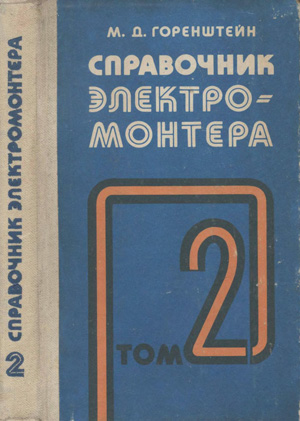 М. Д. ГОРЕНШТЕЙН
СПРАВОЧНИК
ЭЛЕКТРО-
МОНТЕРА
ТОМ 2
2 СПРАВОЧНИК ЭЛЕКТРОМОНТЕРА